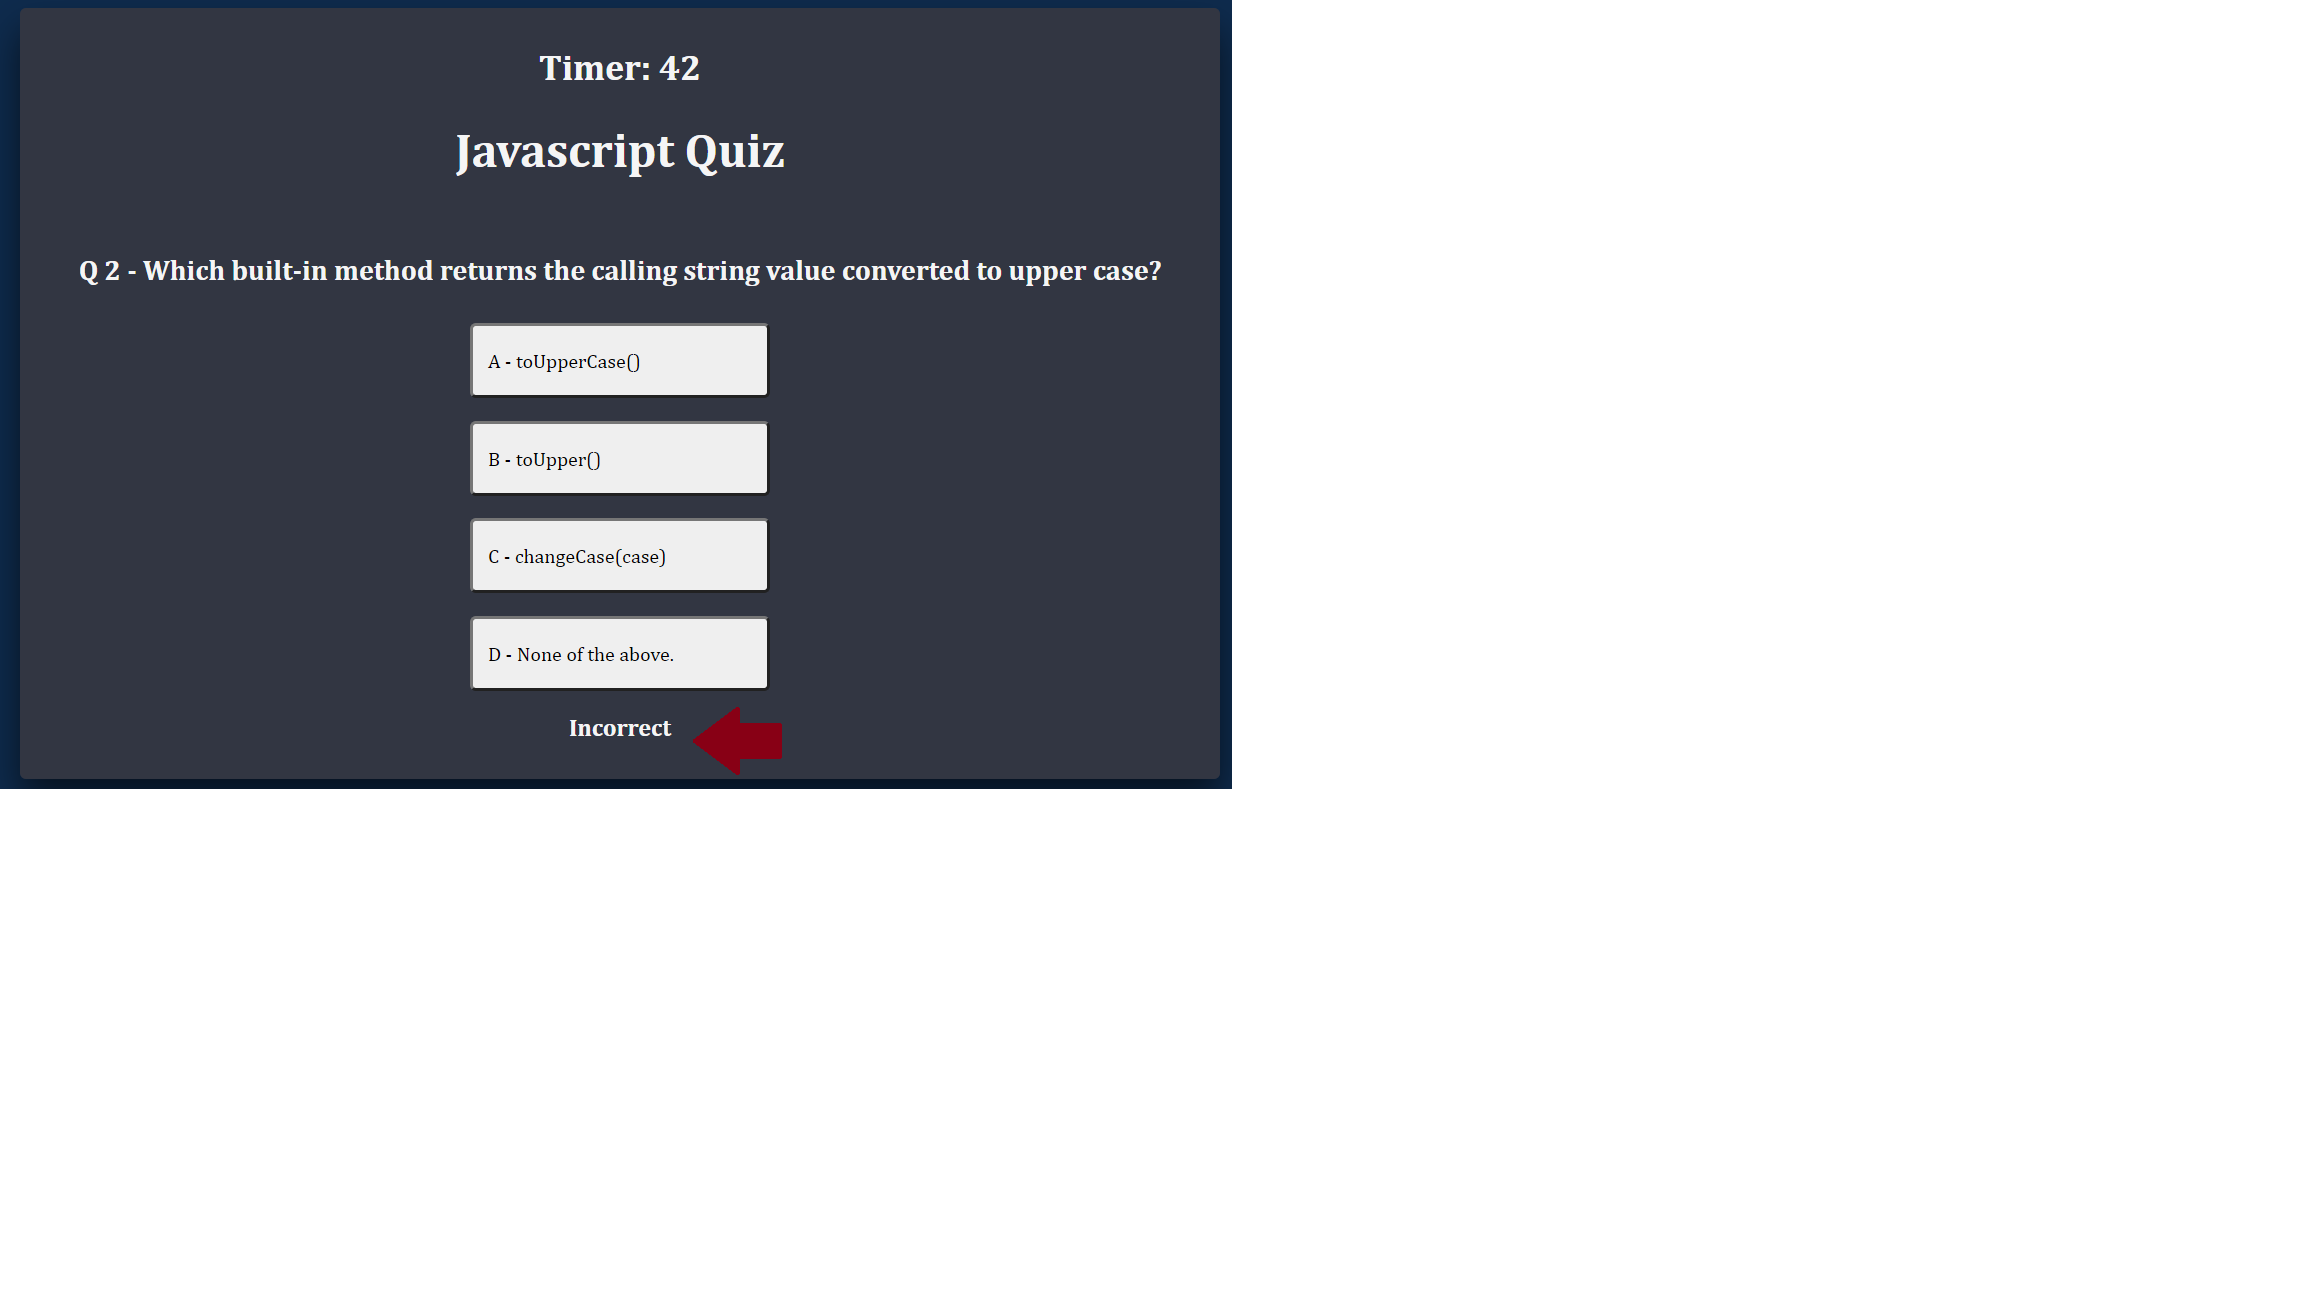 Timer: 42
Javascript Quiz
Q 2 - Which built-in method returns the calling string value converted to upper case?
A - toUpperCase()
B - toUpper()
C - changeCase(case)
D - None of the above.
Incorrect